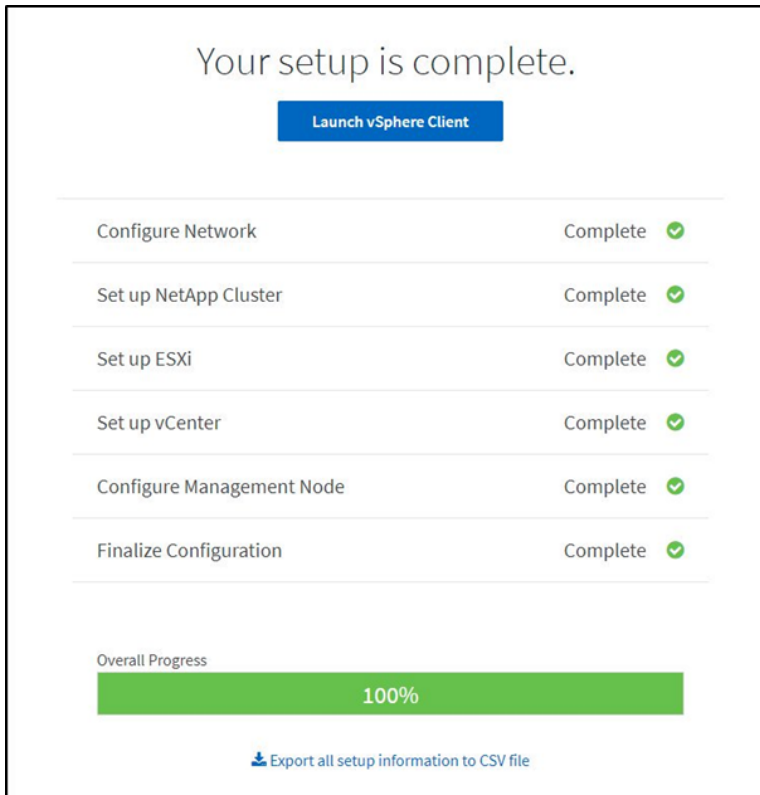 Your setup is complete.
Launch vSphere Client
Configure Network Complete
Set up NetApp Cluster Complete
Set up ESXi Complete
Set up vCenter Complete
Configure Management Node Complete
Finalize Configuration Complete
Overall Progress
100%
Export all setup information to CSV file